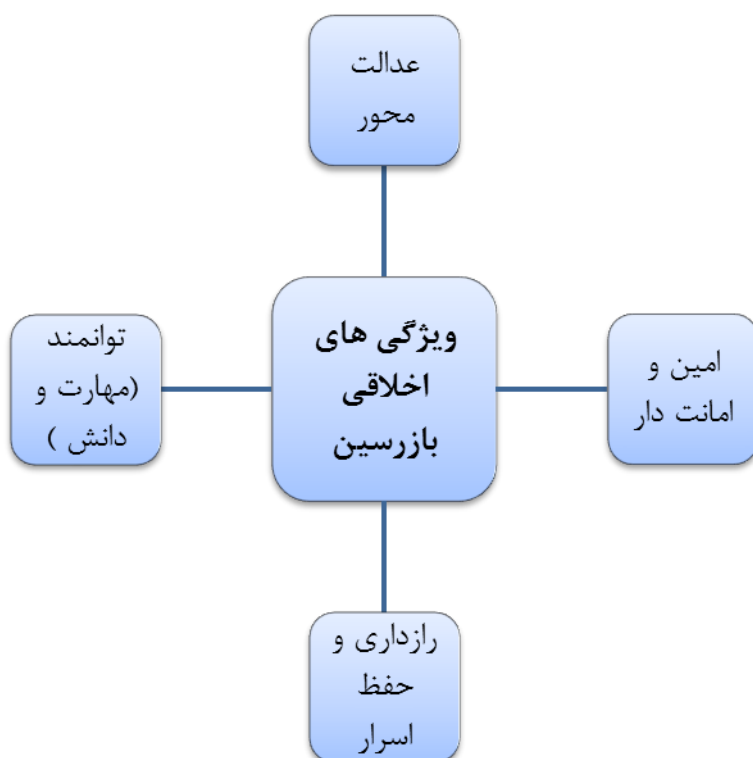 عدالت
محور
ویژگی های
اخلاقی
بازرسین
امین و
امانت دار
توانمند
(مهارت و
دانش )
رازداری و
حفظ
اسرار